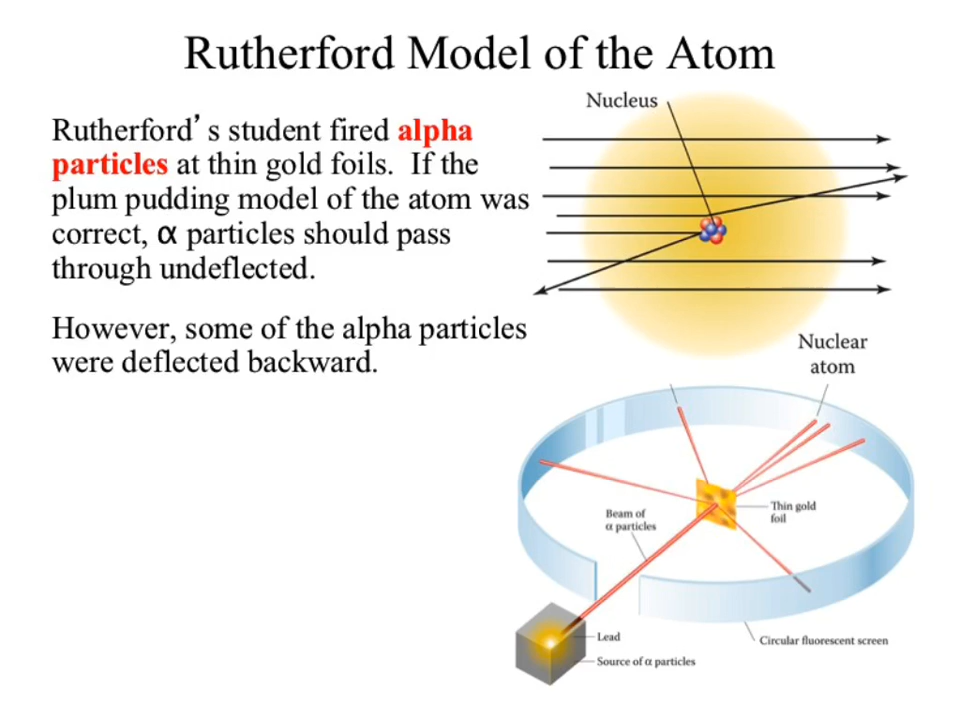 Rutherford Model of the Atom
Rutherford's student fired alpha
particles at thin gold foils. If the
plum pudding model of the atom was
correct, α particles should pass
through undeflected.
However, some of the alpha particles
were deflected backward.
Nucleus
Nuclear
atom
Thin gold
foil
Beam of
α particles
Lead
Source of α particles
Circular fluorescent screen